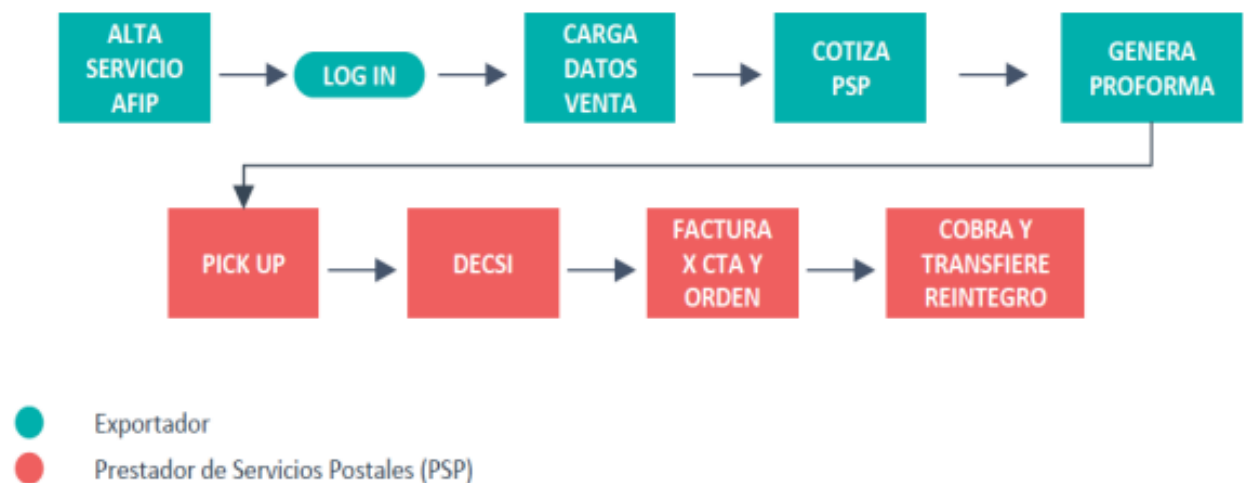 ALTA
SERVICIO
AFIP
LOG IN
CARGA
DATOS
VENTA
COTIZA
PSP
GENERA
PROFORMA
PICK UP
DECSI
FACTURA
X CTA Y
ORDEN
COBRA Y
TRANSFIERE
REINTEGRO
Exportador
Prestador de Servicios Postales (PSP)